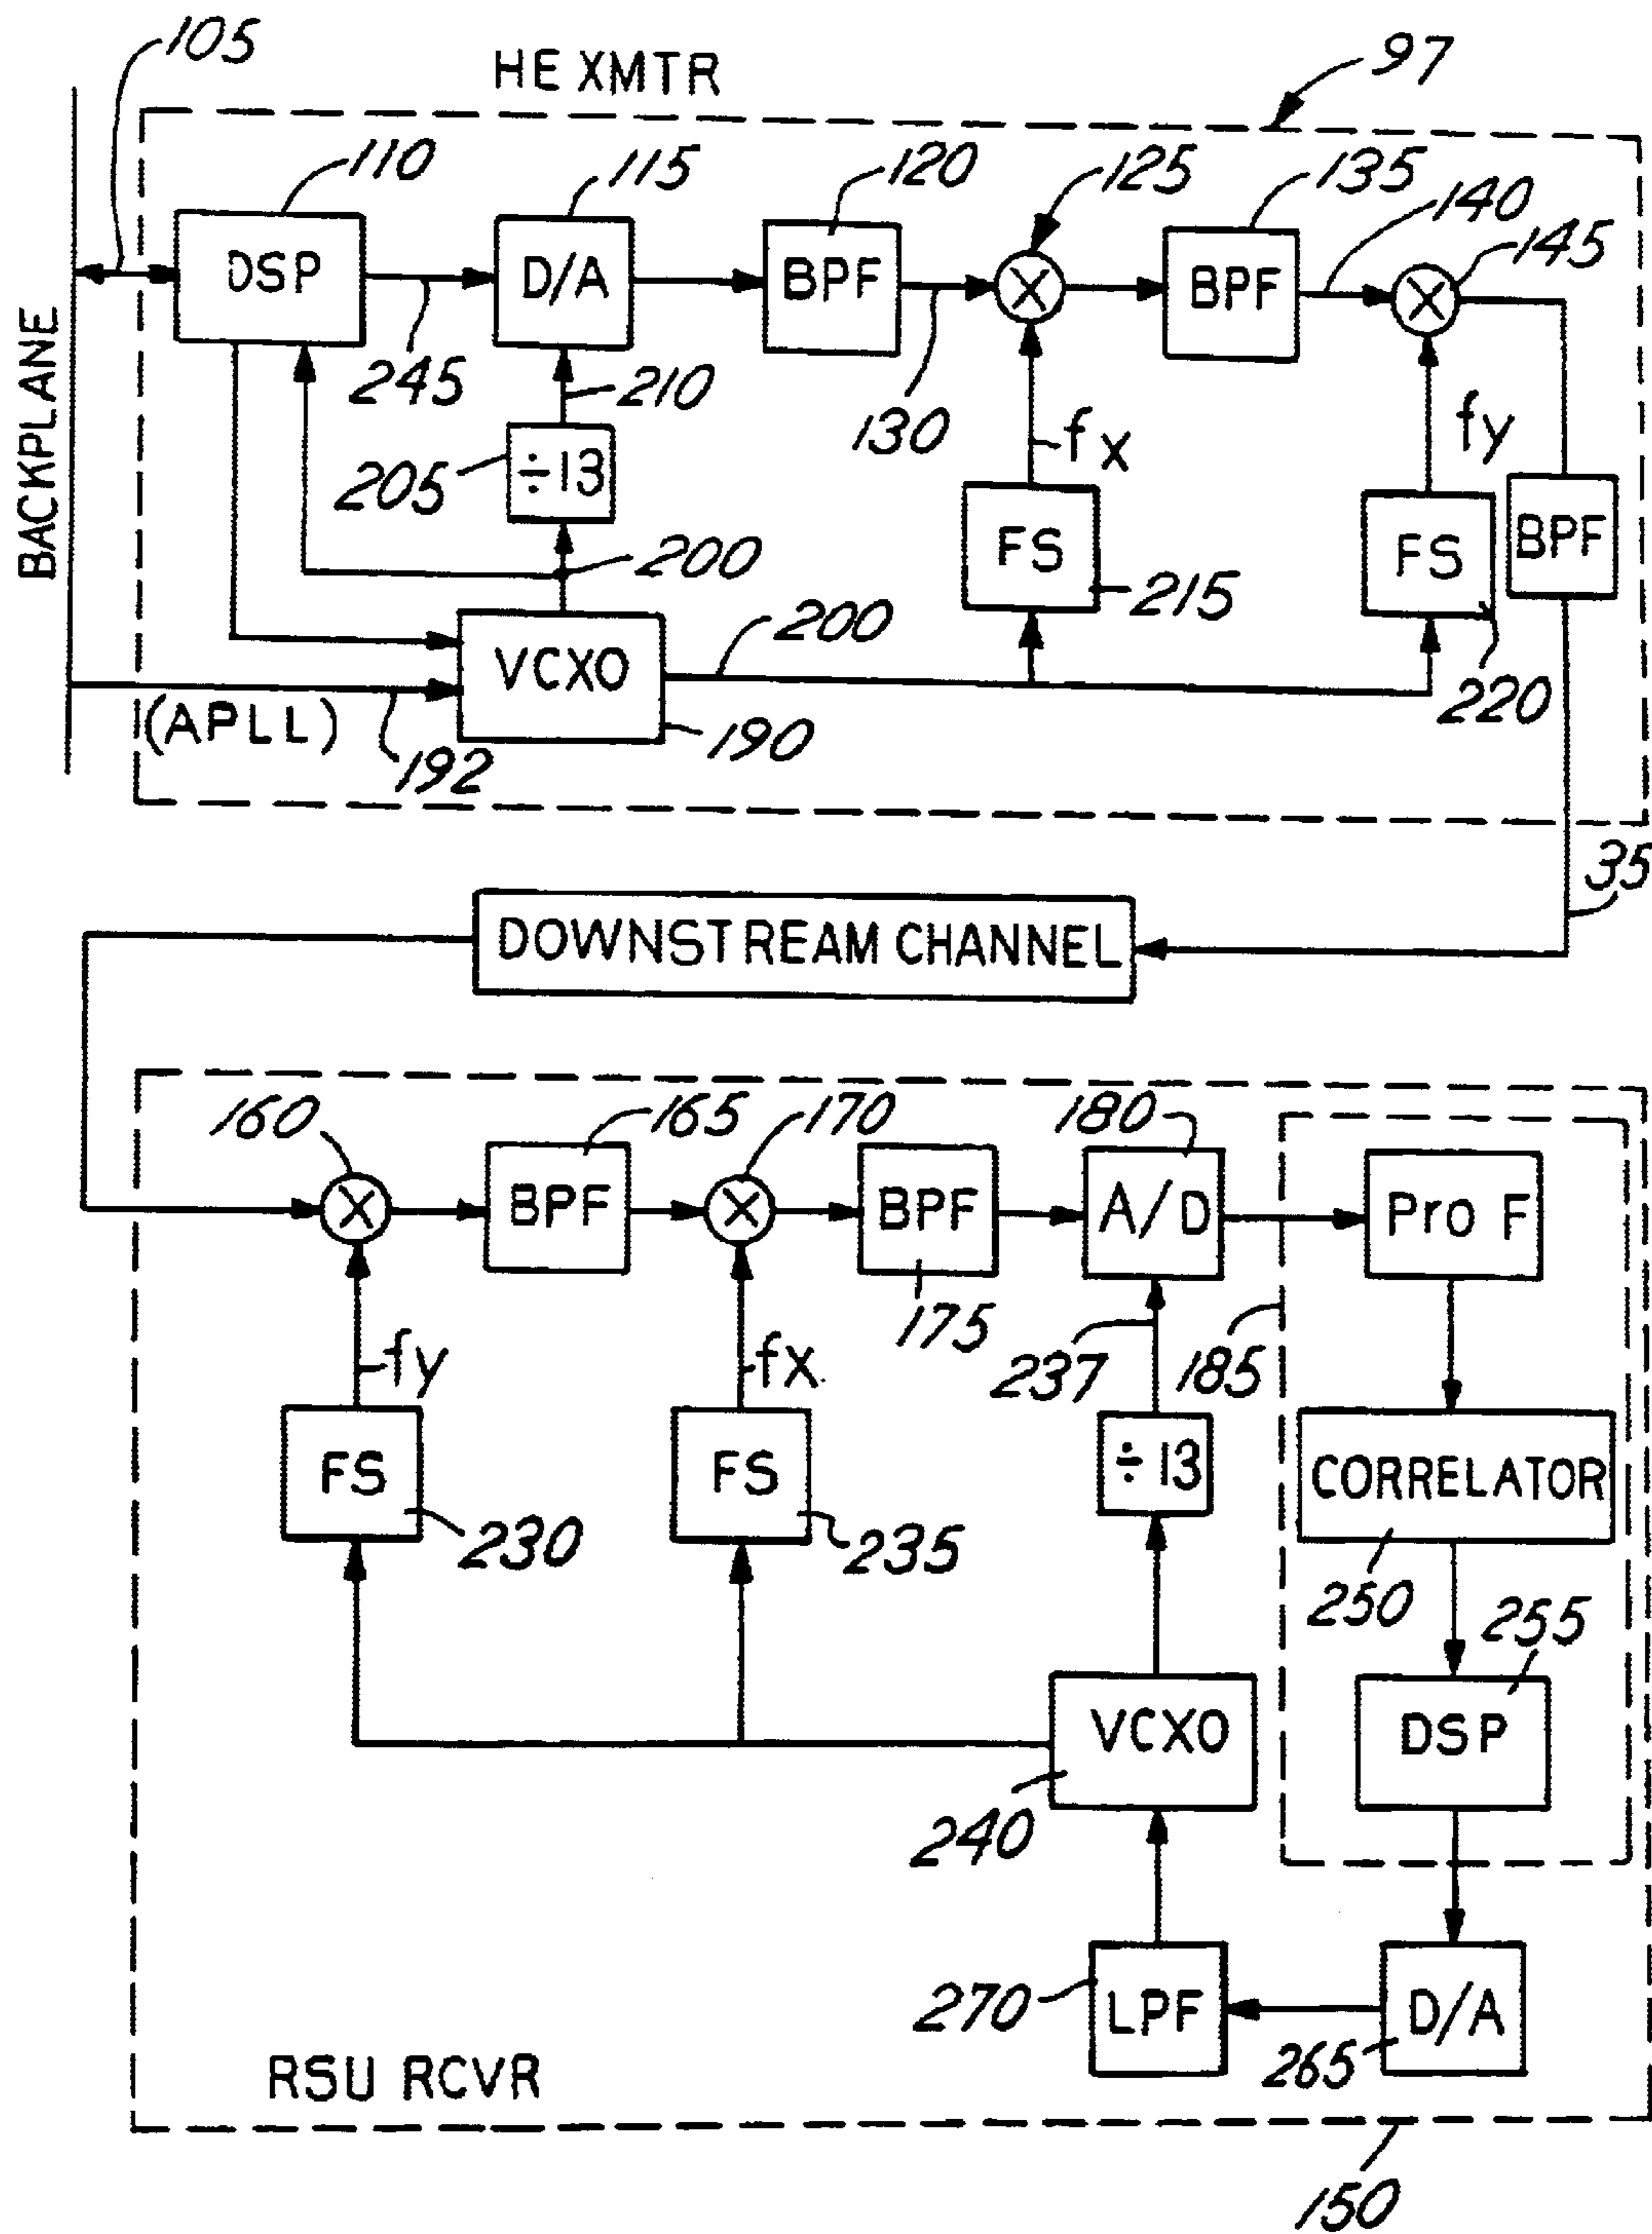 105
HE XMTR
97
110
115
120
125
135
140
145
DSP
D/A
BPF
BPF
BACKPLANE
245
210
130
fx
fy
205
÷13
FS
215
FS
BPF
200
200
220
VCXO
190
(APLL)
192
35
DOWNSTREAM CHANNEL
160
165
170
180
BPF
BPF
A/D
Pro F
175
237
185
fy
fx
FS
230
FS
235
÷13
CORRELATOR
250
255
VCXO
DSP
240
270
LPF
D/A
265
RSU RCVR
150